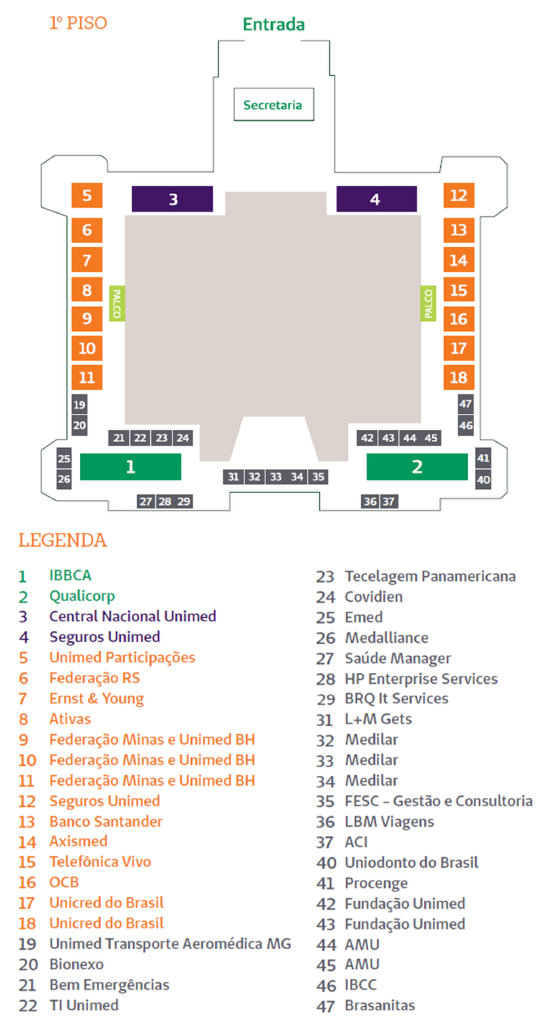 1º PISO
Entrada
Secretaria
3
4
5
12
6
13
7
14
8
PALCO
PALCO
15
9
16
10
17
11
18
19
47
20
46
21 22 23 24
42 43 44 45
25
1
2
41
26
31 32 33 34 35
40
27 28 29
36 37
LEGENDA
1 IBBCA
2 Qualicorp
3 Central Nacional Unimed
4 Seguros Unimed
5 Unimed Participações
6 Federação RS
7 Ernst & Young
8 Ativas
9 Federação Minas e Unimed BH
10 Federação Minas e Unimed BH
11 Federação Minas e Unimed BH
12 Seguros Unimed
13 Banco Santander
14 Axismed
15 Telefônica Vivo
16 OCB
17 Unicred do Brasil
18 Unicred do Brasil
19 Unimed Transporte Aeromédica MG
20 Bionexo
21 Bem Emergências
22 TI Unimed
23 Tecelagem Panamericana
24 Covidien
25 Emed
26 Medalliance
27 Saúde Manager
28 HP Enterprise Services
29 BRQ It Services
31 L+M Gets
32 Medilar
33 Medilar
34 Medilar
35 FESC – Gestão e Consultoria
36 LBM Viagens
37 ACI
40 Uniodonto do Brasil
41 Procenge
42 Fundação Unimed
43 Fundação Unimed
44 AMU
45 AMU
46 IBCC
47 Brasanitas